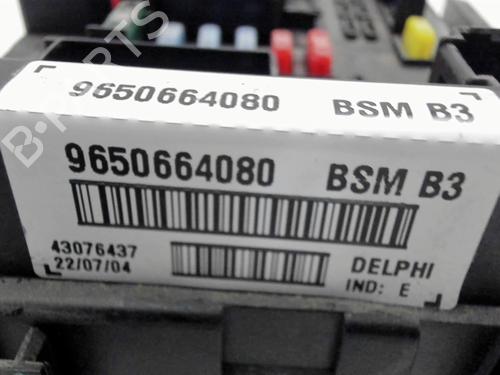 9650664080 BSM B3
9650664080 BSM B3
43076437
22/07/04
DELPHI
IND: E
B-PARTS